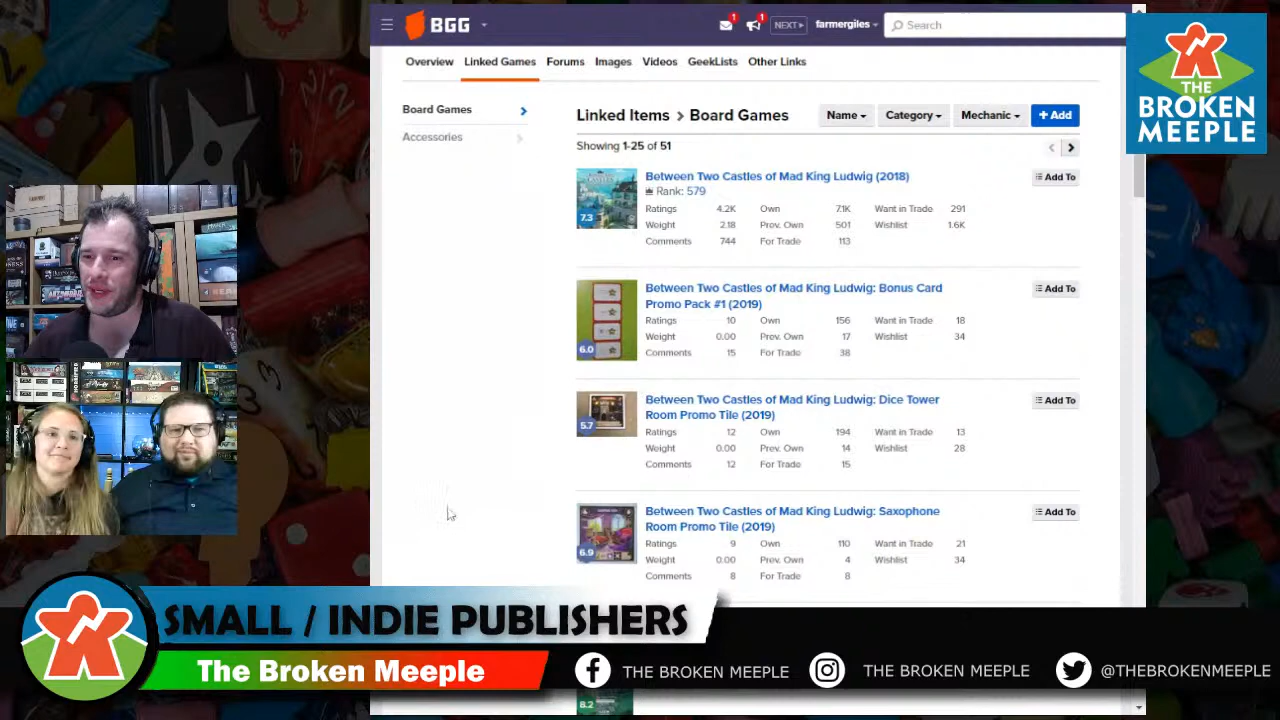 BGG
1
1
NEXT
farmergiles
Search
Overview
Linked Games
Forums
Images
Videos
GeekLists
Other Links
THE
BROKEN
MEEPLE
Board Games
Accessories
Linked Items > Board Games
Name
Category
Mechanic
+ Add
Showing 1-25 of 51
Between Two Castles of Mad King Ludwig (2018)
Add To
Rank: 579
7.3
Ratings 4.2K Own 7.1K Want in Trade 291
Weight 2.18 Prev. Own 501 Wishlist 1.6K
Comments 744 For Trade 113
Between Two Castles of Mad King Ludwig: Bonus Card
Promo Pack #1 (2019)
Add To
6.0
Ratings 10 Own 156 Want in Trade 18
Weight 0.00 Prev. Own 17 Wishlist 34
Comments 15 For Trade 38
Between Two Castles of Mad King Ludwig: Dice Tower
Room Promo Tile (2019)
Add To
5.7
Ratings 12 Own 194 Want in Trade 13
Weight 0.00 Prev. Own 14 Wishlist 28
Comments 12 For Trade 15
Between Two Castles of Mad King Ludwig: Saxophone
Room Promo Tile (2019)
Add To
6.9
Ratings 9 Own 110 Want in Trade 21
Weight 0.00 Prev. Own 4 Wishlist 34
Comments 8 For Trade 8
SMALL / INDIE PUBLISHERS
The Broken Meeple
THE BROKEN MEEPLE
THE BROKEN MEEPLE
@THEBROKENMEEPLE
8.2